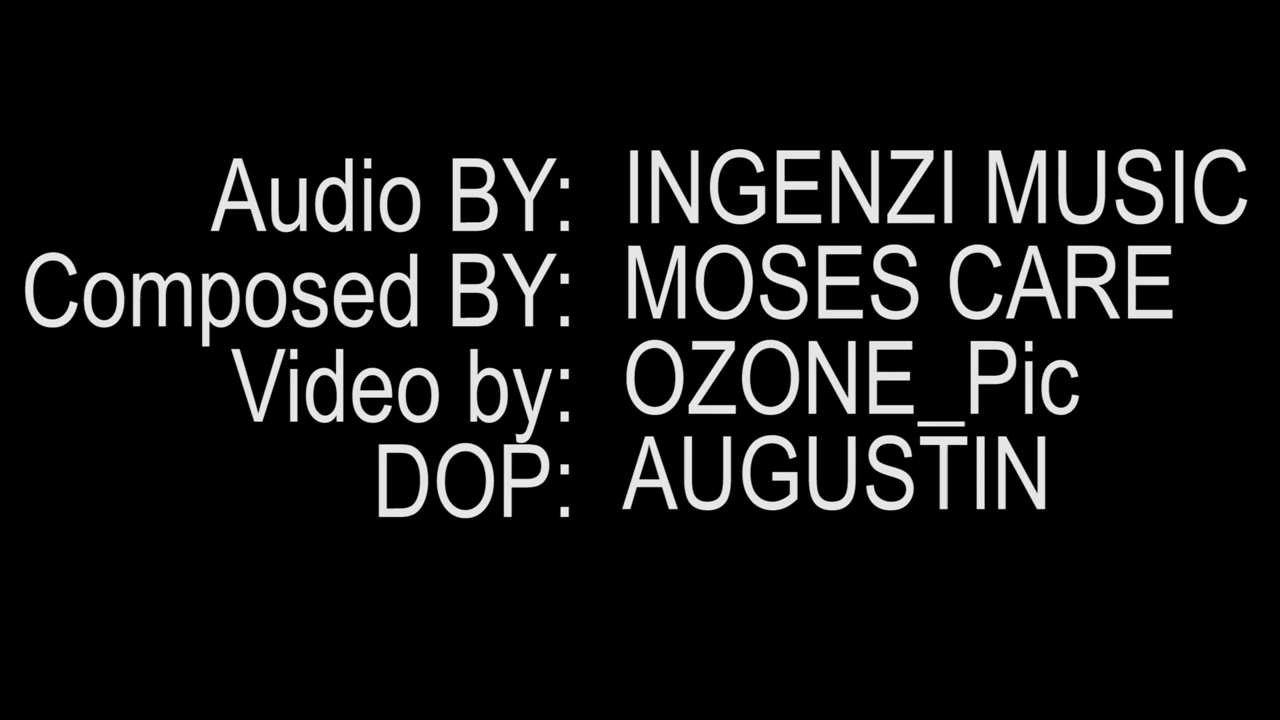 Audio BY: INGENZI MUSIC
Composed BY: MOSES CARE
Video by: OZONE_Pic
DOP: AUGUSTIN